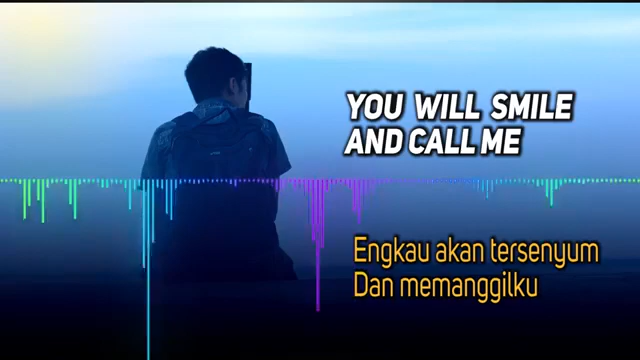 YOU WILL SMILE
AND CALL ME
Engkau akan tersenyum
Dan memanggilku